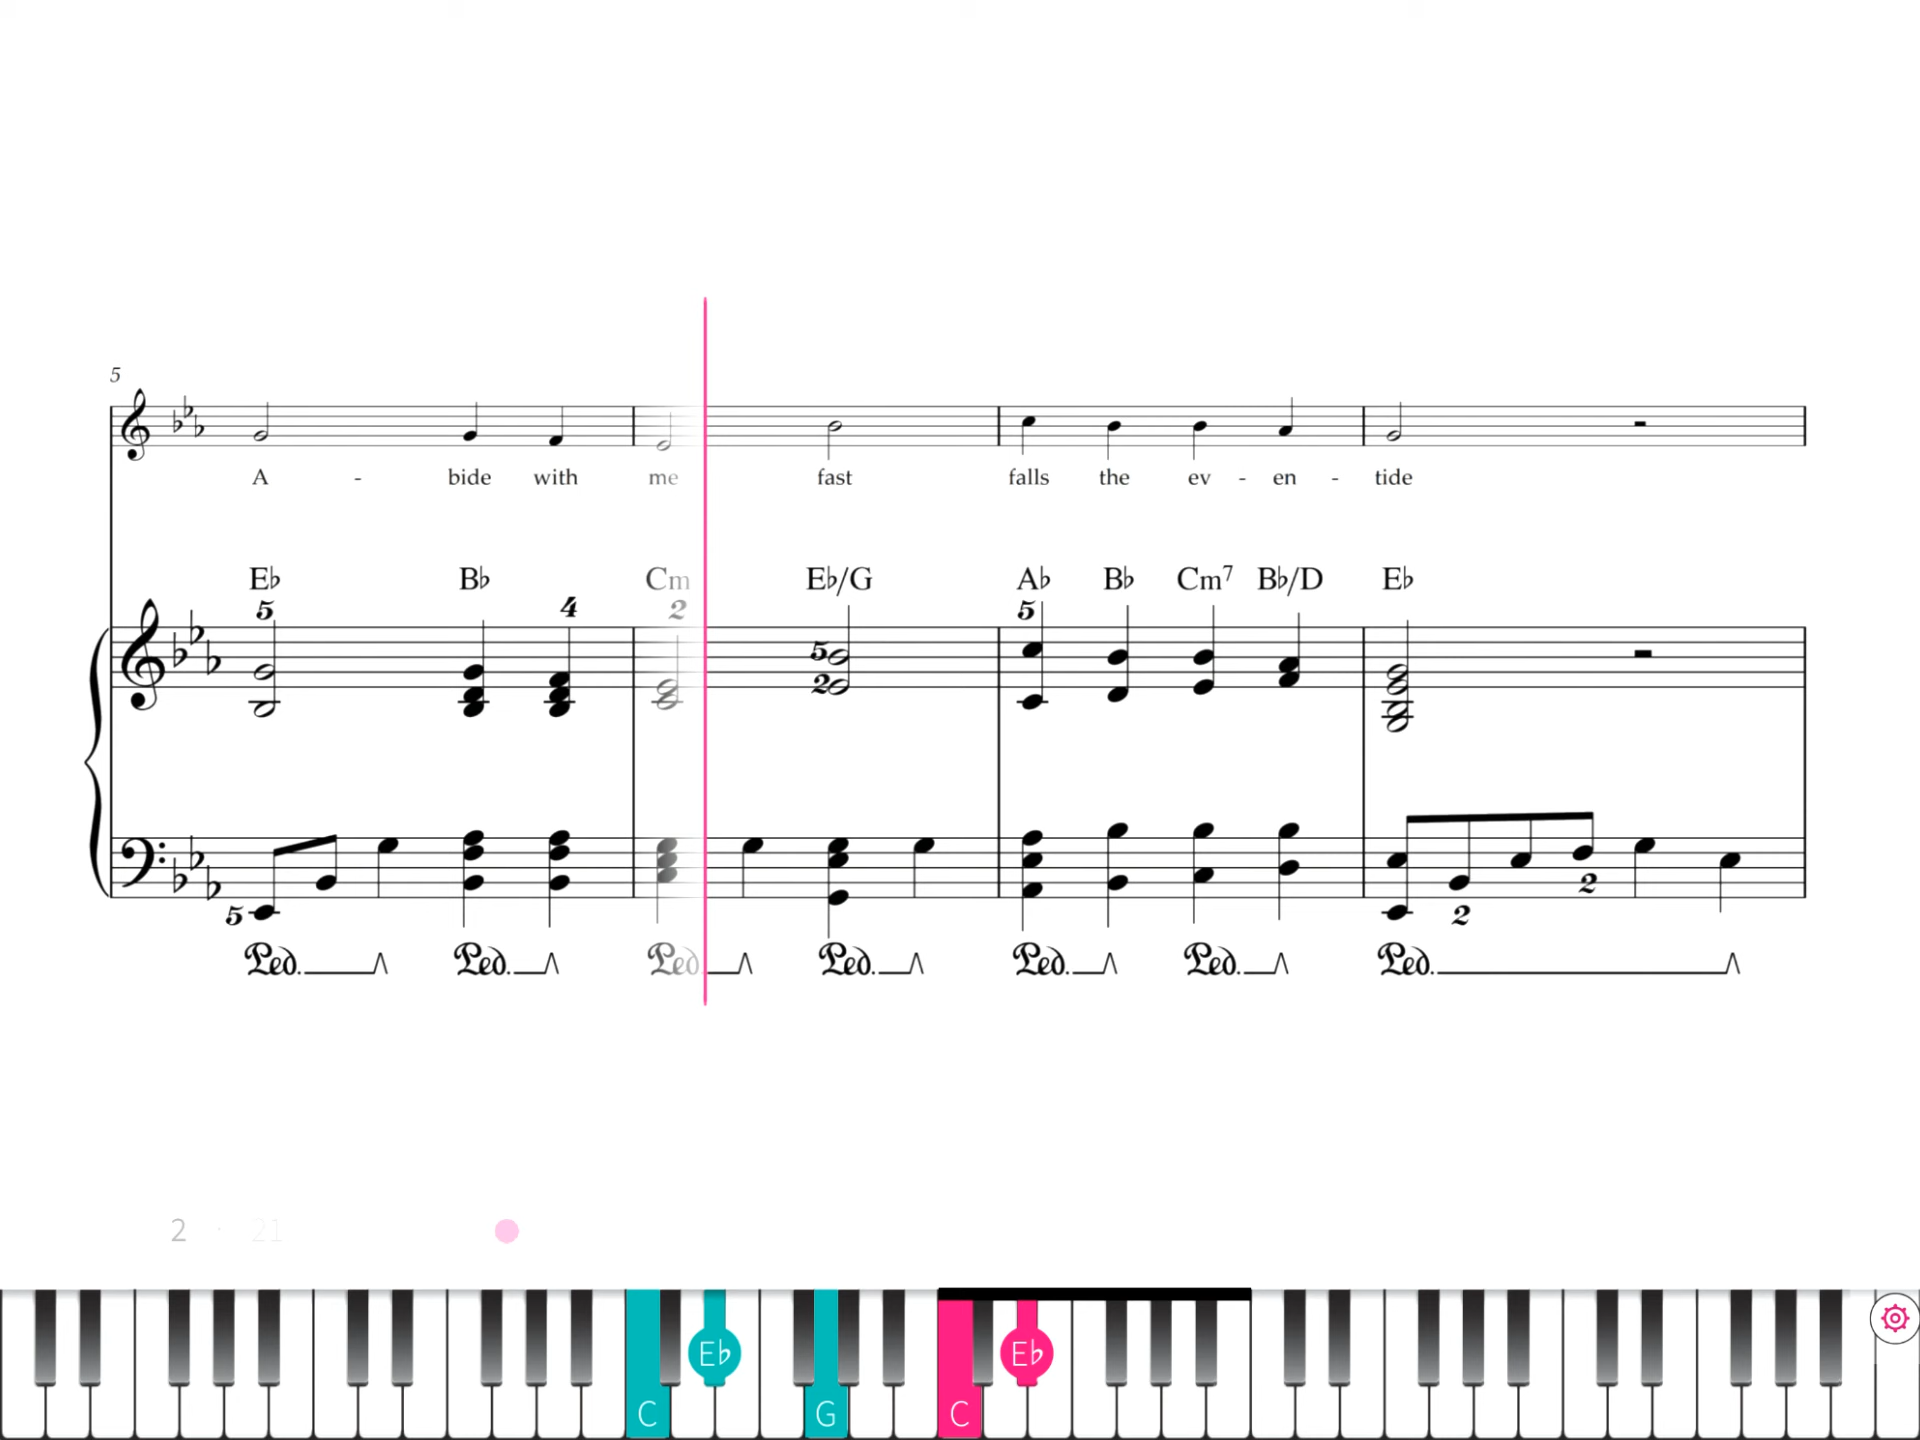 5
A - bide with me fast falls the ev - en - tide
E♭ B♭ Cm E♭/G A♭ B♭ Cm7 B♭/D E♭
5 4 2 5
5
2
2
5 2
Ped. Ped. Ped. Ped. Ped. Ped. Ped.
2 · 21
E♭ E♭
C G C